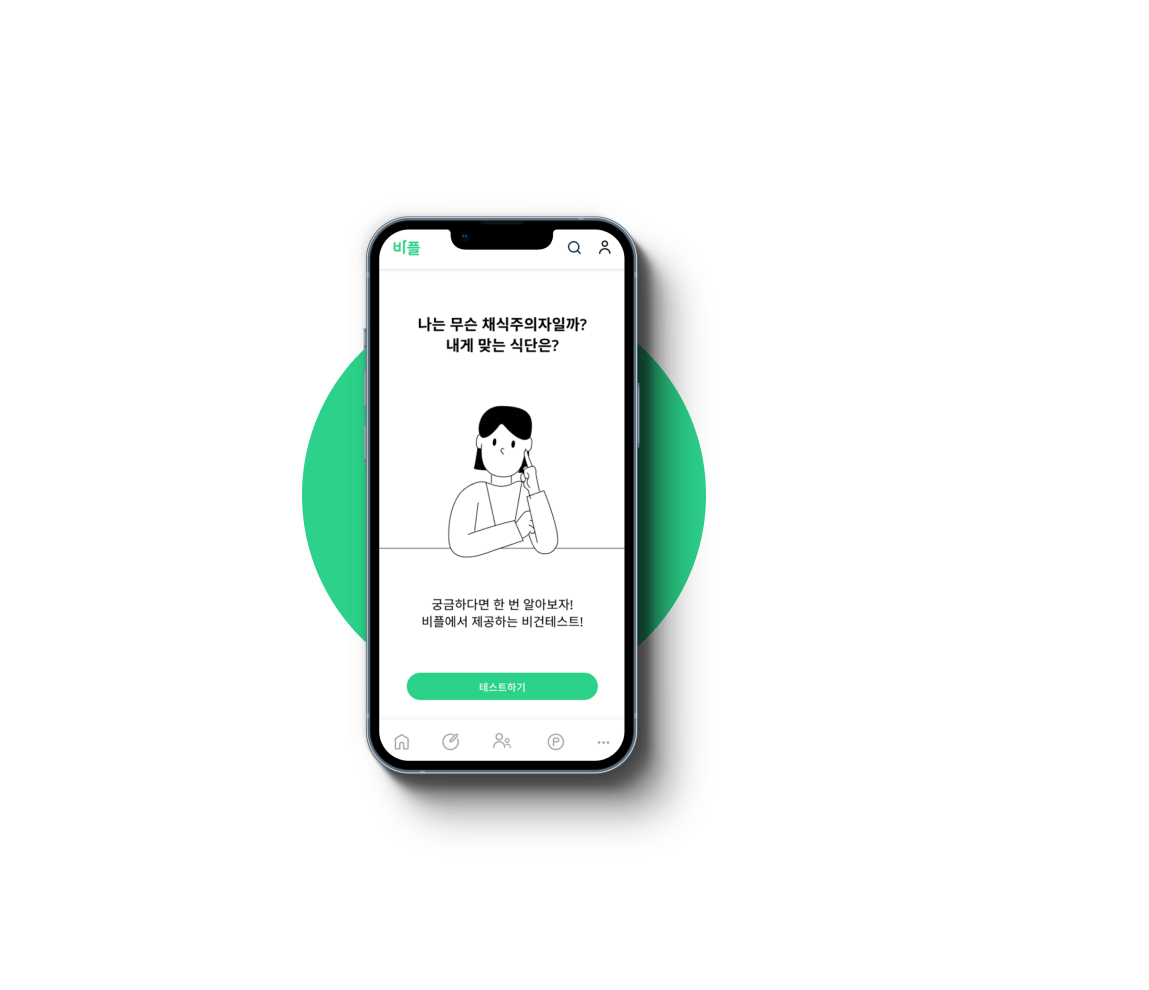 비플
나는 무슨 채식주의자일까?
내게 맞는 식단은?
궁금하다면 한 번 알아보자!
비플에서 제공하는 비건테스트!
테스트하기